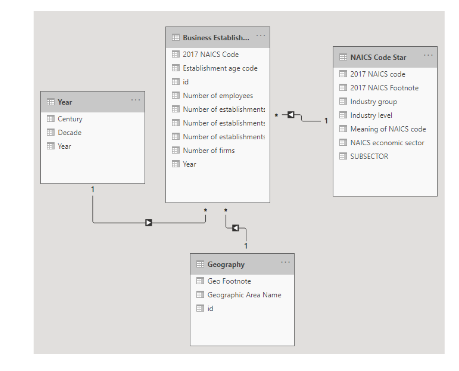 Business Establish... ...
2017 NAICS Code
Establishment age code
id
Number of employees
Number of establishments
Number of establishments
Number of establishments
Number of firms
Year
NAICS Code Star ...
2017 NAICS code
2017 NAICS Footnote
Industry group
Industry level
Meaning of NAICS code
NAICS economic sector
SUBSECTOR
Year ...
Century
Decade
Year
* 1
1
* *
1
Geography ...
Geo Footnote
Geographic Area Name
id